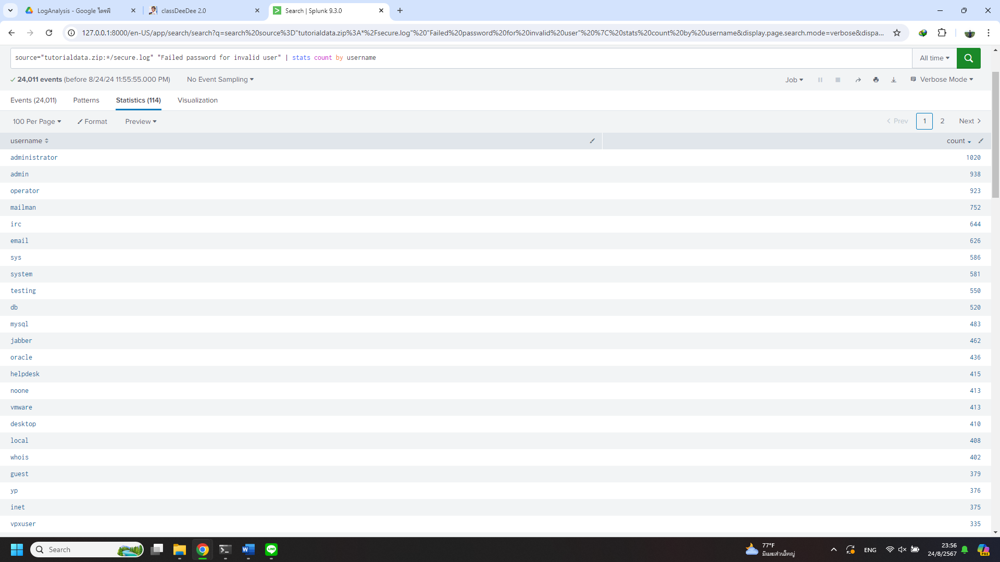 LogAnalysis - Google ไดรฟ์
classDeeDee 2.0
Search | Splunk 9.3.0
127.0.0.1:8000/en-US/app/search/search?q=search%20source%3D"tutorialdata.zip%3A*%2Fsecure.log"%20"Failed%20password%20for%20invalid%20user"%20%7C%20stats%20count%20by%20username&display.page.search.mode=verbose&dispa...
source="tutorialdata.zip:*/secure.log" "Failed password for invalid user" | stats count by username
All time
24,011 events (before 8/24/24 11:55:55.000 PM)
No Event Sampling
Job
Verbose Mode
Events (24,011)
Patterns
Statistics (114)
Visualization
100 Per Page
Format
Preview
Prev
1
2
Next
username
count
administrator 1020
admin 938
operator 923
mailman 752
irc 644
email 626
sys 586
system 581
testing 550
db 520
mysql 483
jabber 462
oracle 436
helpdesk 415
noone 413
vmware 413
desktop 410
local 408
whois 402
guest 379
yp 376
inet 375
vpxuser 335
Search
77°F
มีเมฆส่วนใหญ่
ENG
23:56
24/8/2567
PRE
LINE
W